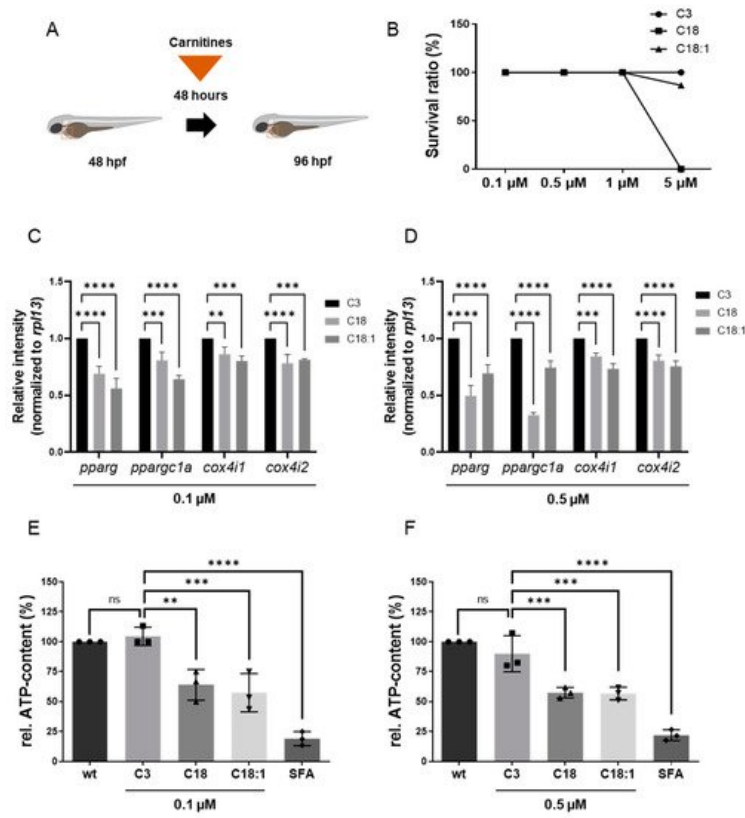 A
Carnitines
48 hours
48 hpf
96 hpf
B
Survival ratio (%)
150
100
50
0
0.1 µM 0.5 µM 1 µM 5 µM
C3
C18
C18:1
C
Relative intensity
(normalized to rpl13)
1.5
1.0
0.5
0.0
**** **** *** ***
**** *** ** ****
pparg ppargc1a cox4i1 cox4i2
0.1 µM
C3
C18
C18:1
D
Relative intensity
(normalized to rpl13)
1.5
1.0
0.5
0.0
**** **** **** ****
**** **** *** ****
pparg ppargc1a cox4i1 cox4i2
0.5 µM
C3
C18
C18:1
E
rel. ATP-content (%)
150
125
100
75
50
25
0
****
***
ns
**
wt C3 C18 C18:1 SFA
0.1 µM
F
rel. ATP-content (%)
150
125
100
75
50
25
0
****
***
ns
***
wt C3 C18 C18:1 SFA
0.5 µM